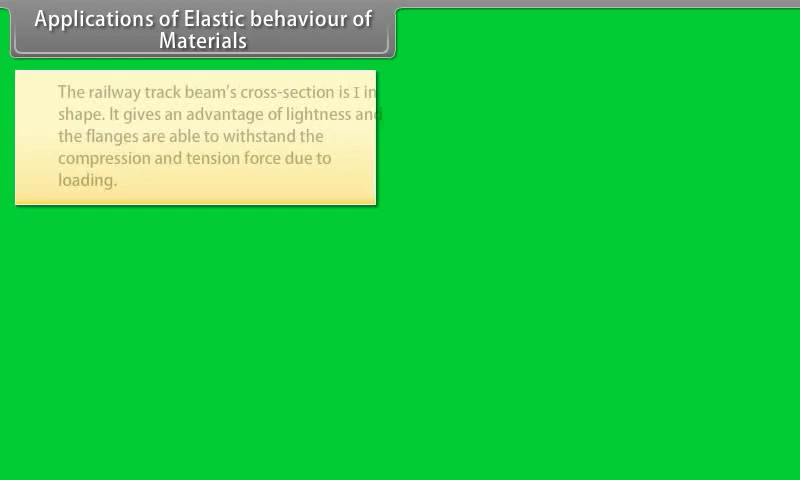 Applications of Elastic behaviour of
Materials
The railway track beam's cross-section is I in
shape. It gives an advantage of lightness and
the flanges are able to withstand the
compression and tension force due to
loading.